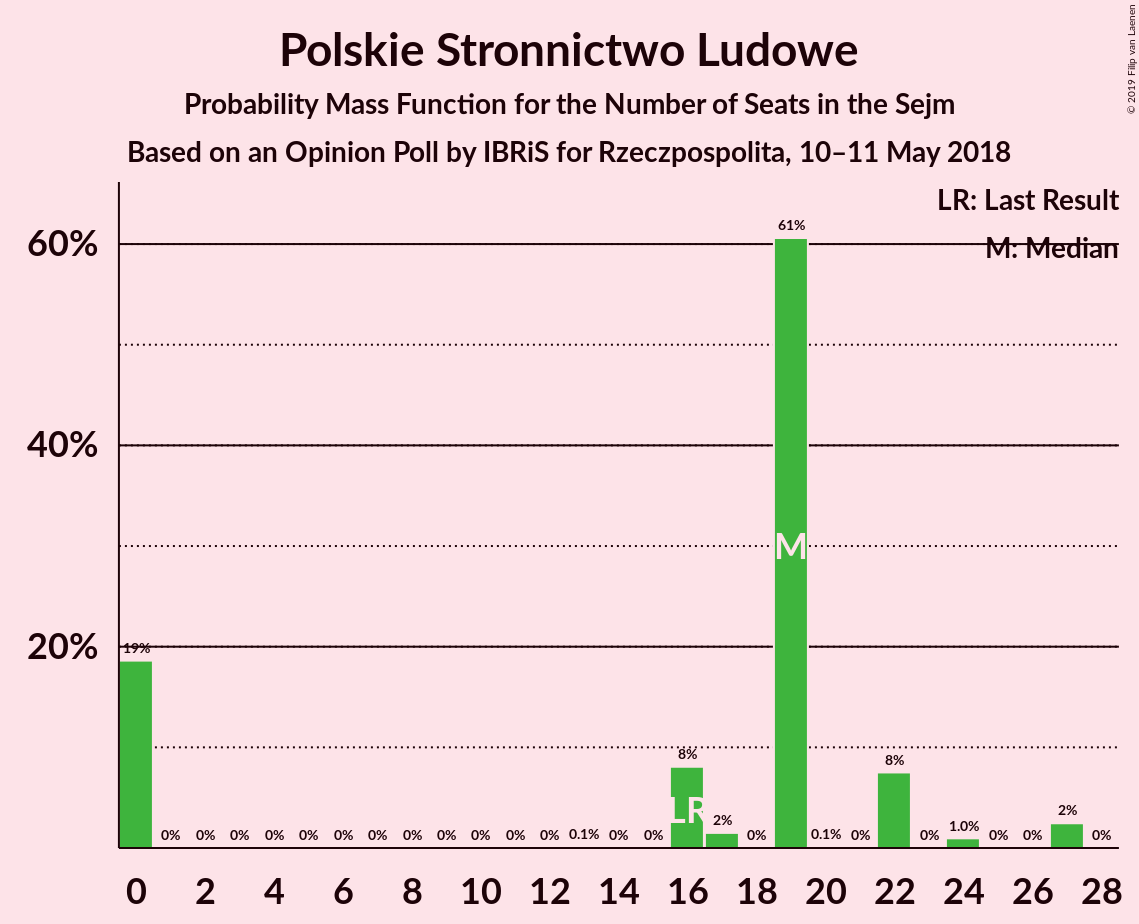 Polskie Stronnictwo Ludowe
Probability Mass Function for the Number of Seats in the Sejm
Based on an Opinion Poll by IBRiS for Rzeczpospolita, 10–11 May 2018
© 2019 Filip van Laenen
LR: Last Result
M: Median
60%
40%
20%
19% 0% 0% 0% 0% 0% 0% 0% 0% 0% 0% 0% 0% 0.1% 0% 0% 8% 2% 0% 61% 0.1% 0% 8% 0% 1.0% 0% 0% 2% 0%
LR
M
0 2 4 6 8 10 12 14 16 18 20 22 24 26 28